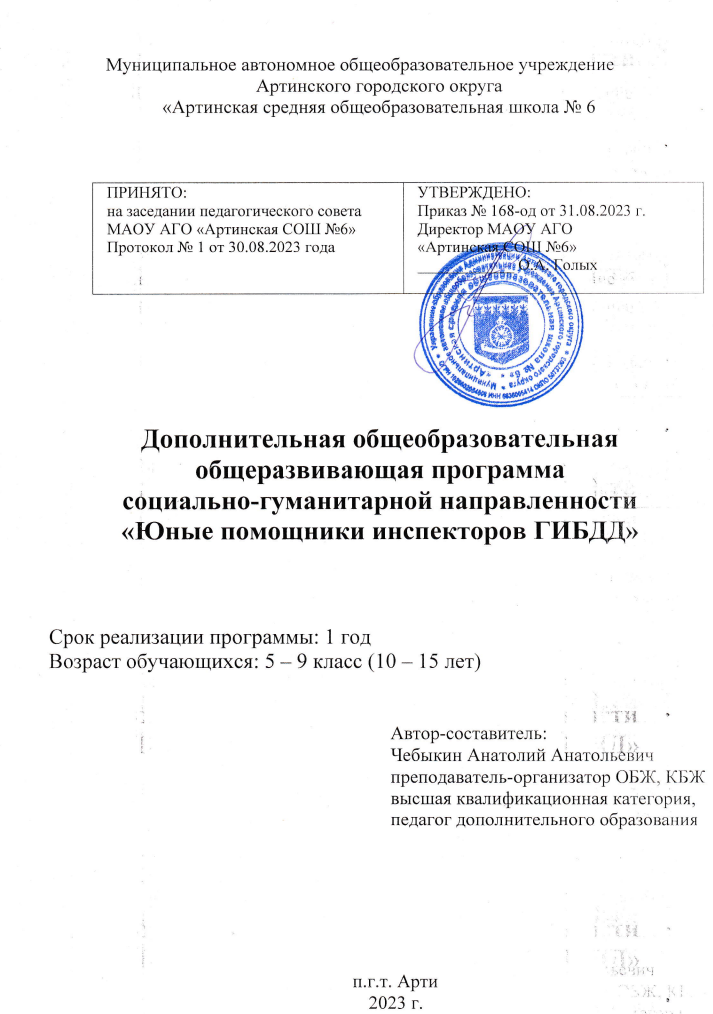 Муниципальное автономное общеобразовательное учреждение
Артинского городского округа
«Артинская средняя общеобразовательная школа № 6
ПРИНЯТО:
на заседании педагогического совета
МАОУ АГО «Артинская СОШ №6»
Протокол № 1 от 30.08.2023 года
УТВЕРЖДЕНО:
Приказ № 168-од от 31.08.2023 г.
Директор МАОУ АГО
«Артинская СОШ №6»
О.А. Голых
Дополнительная общеобразовательная
общеразвивающая программа
социально-гуманитарной направленности
«Юные помощники инспекторов ГИБДД»
Срок реализации программы: 1 год
Возраст обучающихся: 5 – 9 класс (10 – 15 лет)
Автор-составитель:
Чебыкин Анатолий Анатольевич
преподаватель-организатор ОБЖ, КБЖ
высшая квалификационная категория,
педагог дополнительного образования
п.г.т. Арти
2023 г.